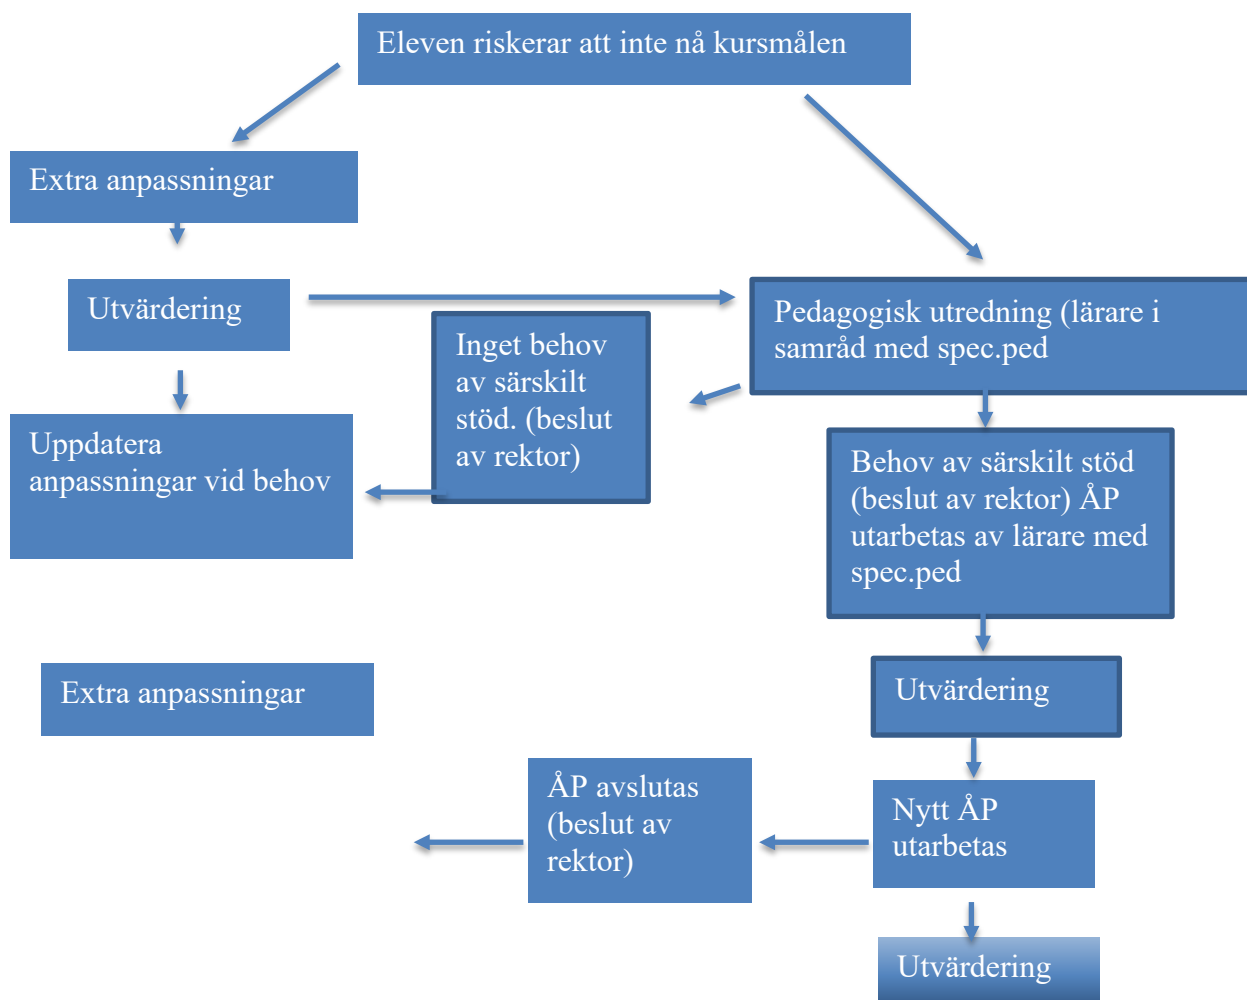 Eleven riskerar att inte nå kursmålen
Extra anpassningar
Utvärdering
Pedagogisk utredning (lärare i
samråd med spec.ped
Inget behov
av särskilt
stöd. (beslut
av rektor)
Uppdatera
anpassningar vid behov
Behov av särskilt stöd
(beslut av rektor) ÅP
utarbetas av lärare med
spec.ped
Extra anpassningar
Utvärdering
ÅP avslutas
(beslut av
rektor)
Nytt ÅP
utarbetas
Utvärdering